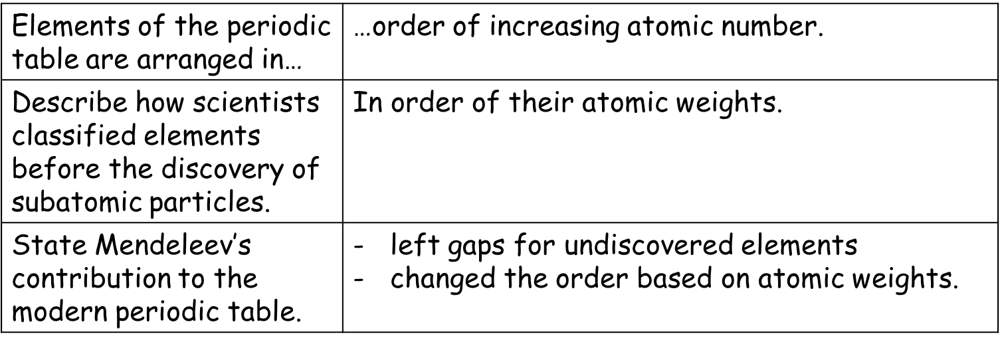 Elements of the periodic
table are arranged in…
…order of increasing atomic number.
Describe how scientists
classified elements
before the discovery of
subatomic particles.
In order of their atomic weights.
State Mendeleev’s
contribution to the
modern periodic table.
- left gaps for undiscovered elements
- changed the order based on atomic weights.